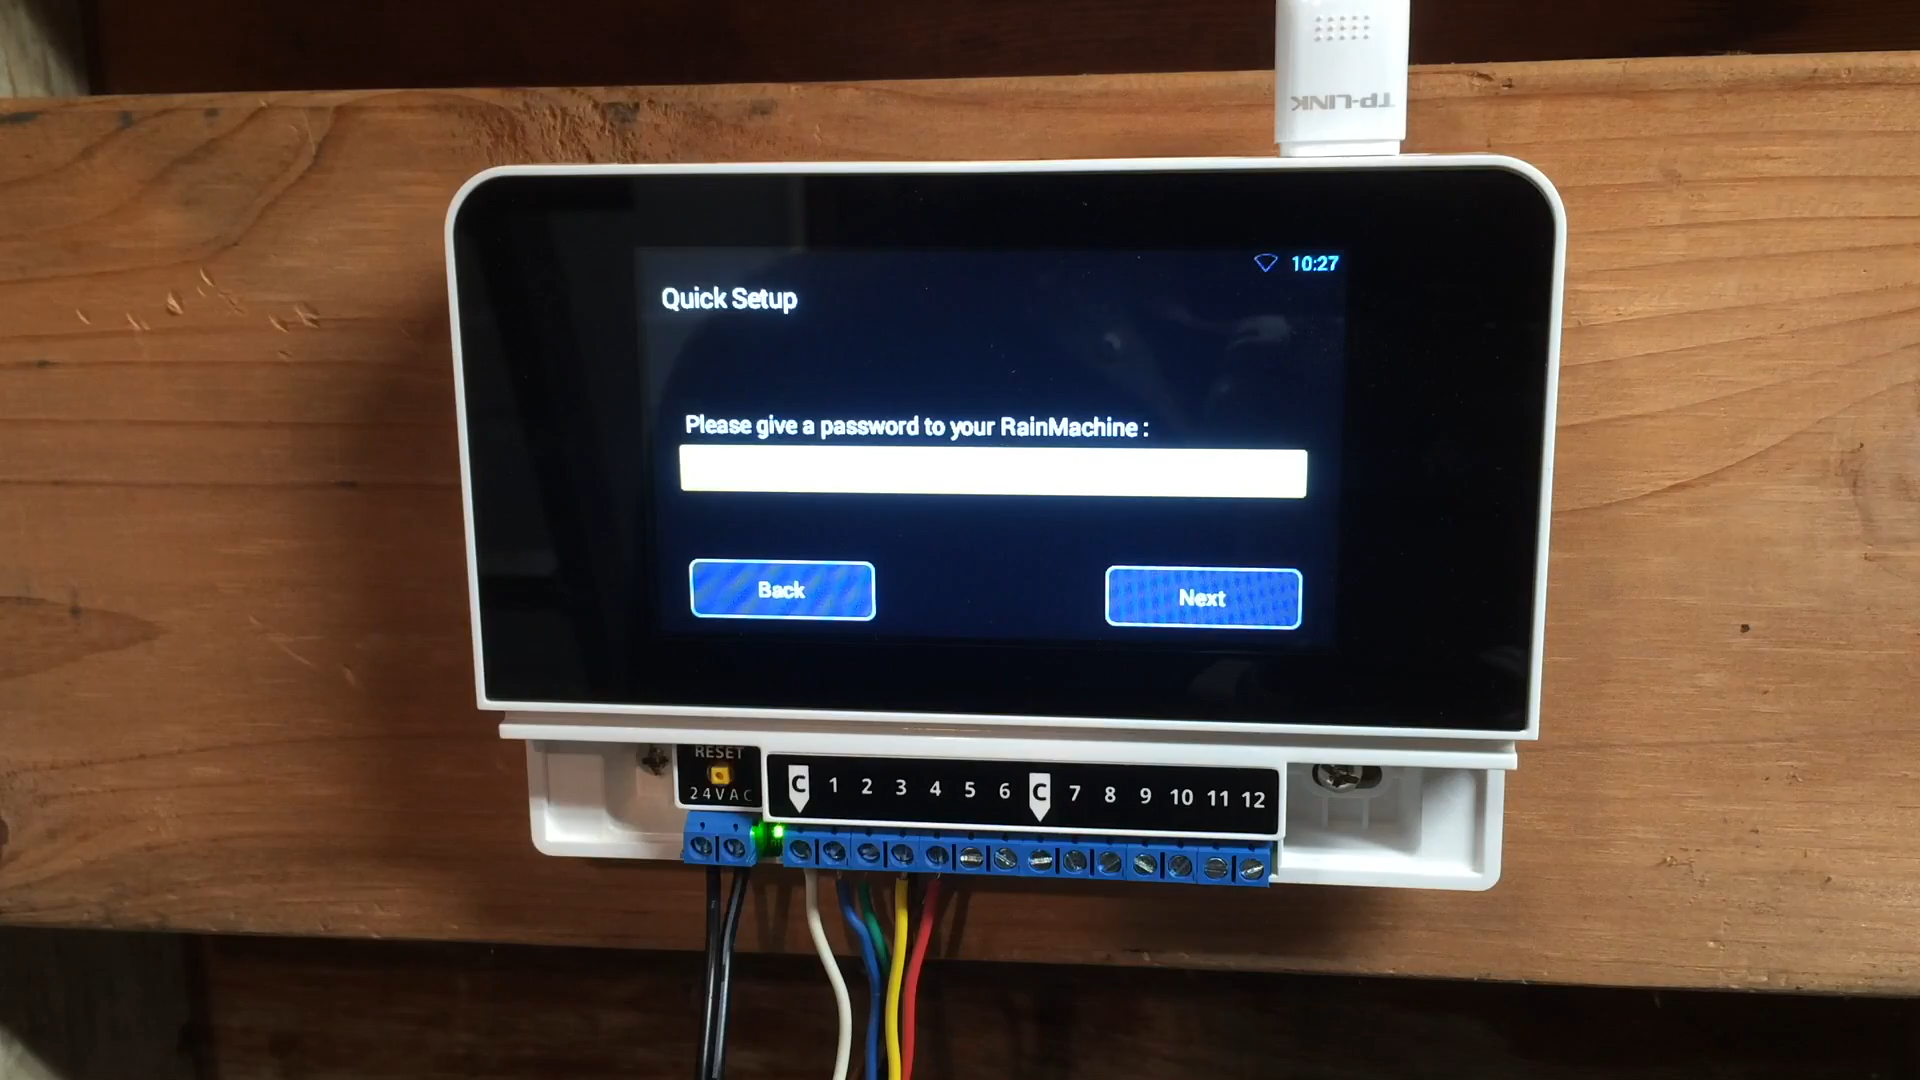 TP-LINK
10:27
Quick Setup
Please give a password to your RainMachine :
Back
Next
RESET
24VAC
C 1 2 3 4 5 6 C 7 8 9 10 11 12